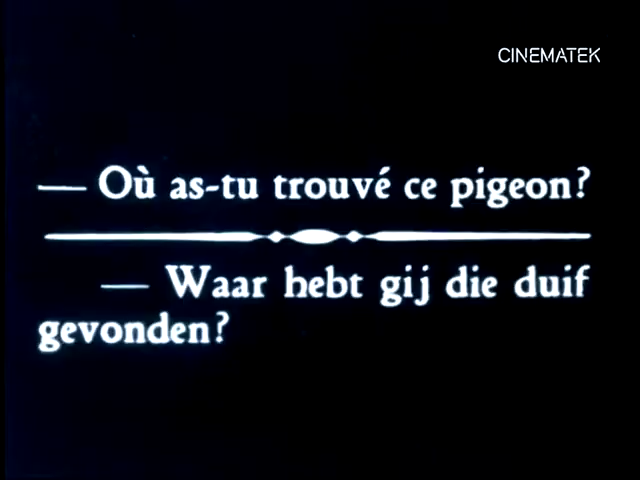 CINEMATEK
— Où as-tu trouvé ce pigeon?
— Waar hebt gij die duif
gevonden?